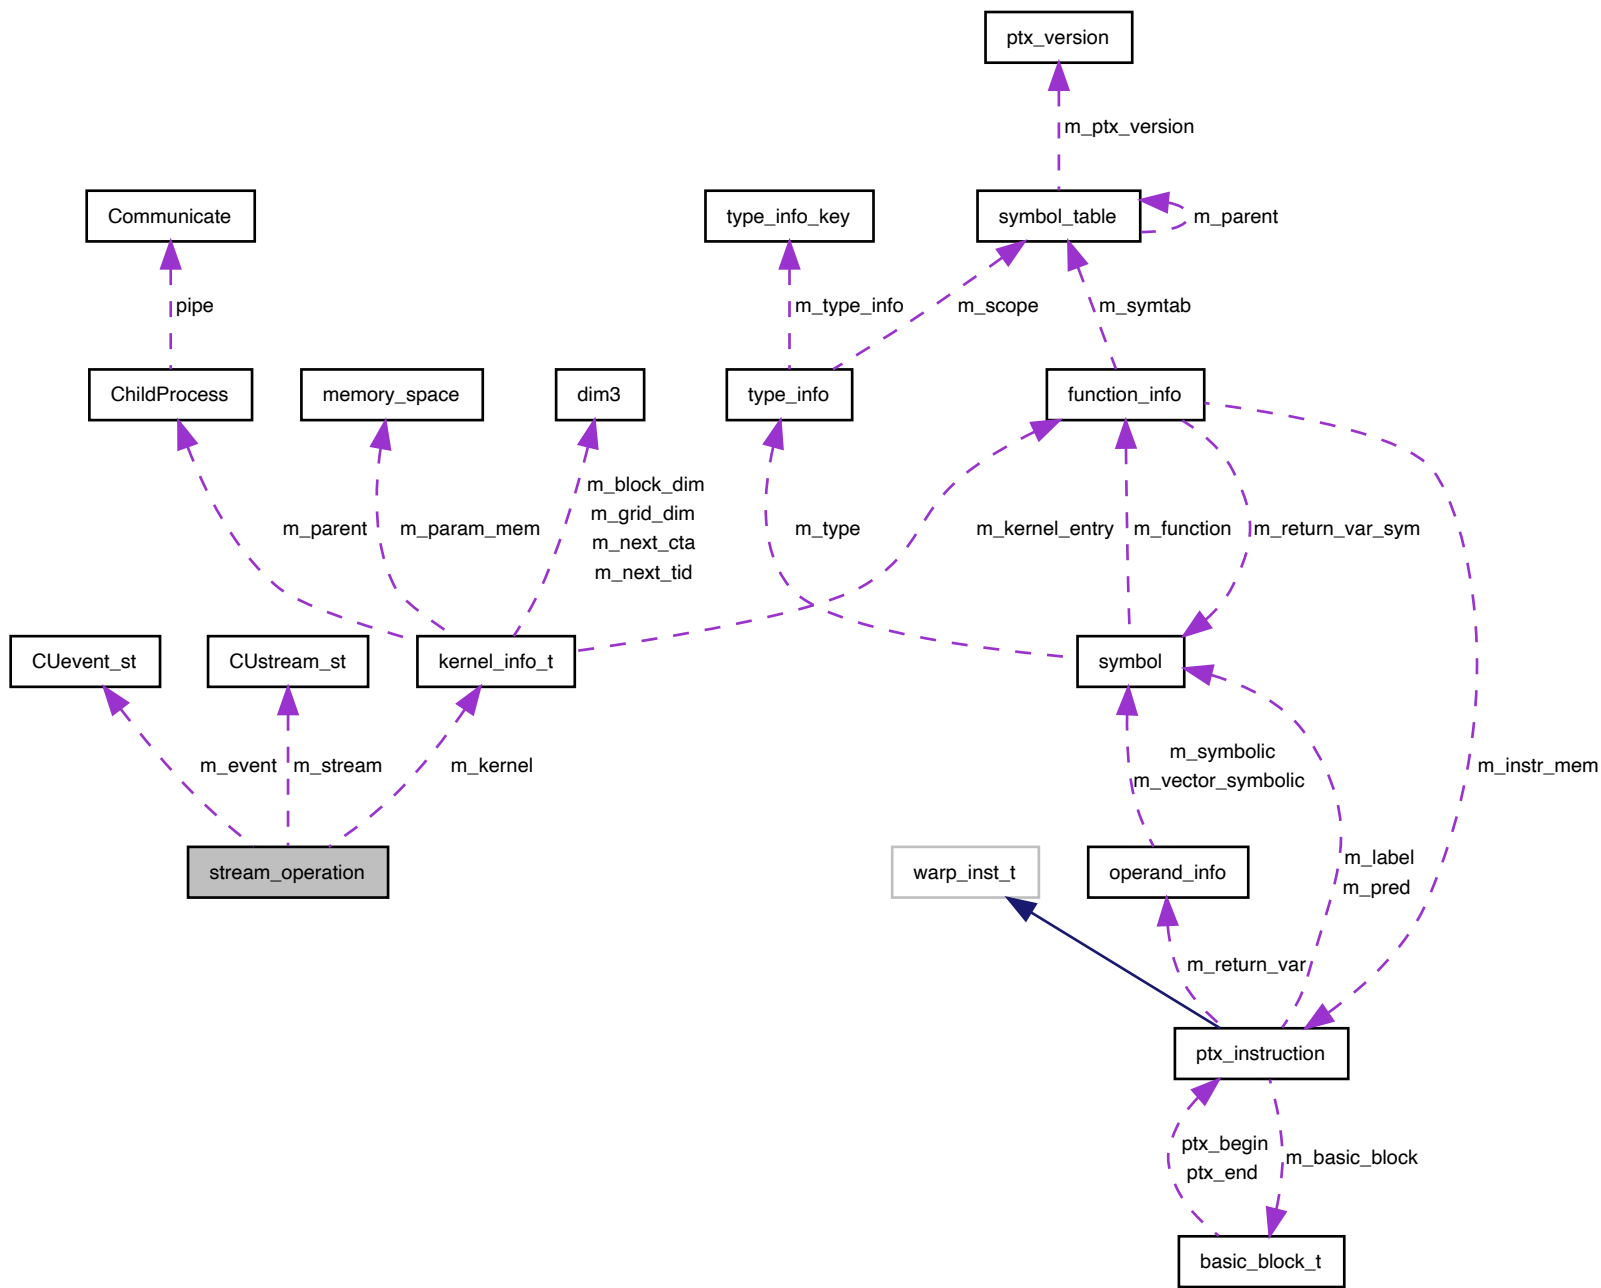 ptx_version
m_ptx_version
Communicate
type_info_key
symbol_table
m_parent
pipe
m_type_info
m_scope
m_symtab
ChildProcess
memory_space
dim3
type_info
function_info
m_block_dim
m_grid_dim
m_next_cta
m_next_tid
m_parent
m_param_mem
m_type
m_kernel_entry
m_function
m_return_var_sym
CUevent_st
CUstream_st
kernel_info_t
symbol
m_event
m_stream
m_kernel
m_symbolic
m_vector_symbolic
m_instr_mem
stream_operation
warp_inst_t
operand_info
m_label
m_pred
m_return_var
ptx_instruction
ptx_begin
ptx_end
m_basic_block
basic_block_t